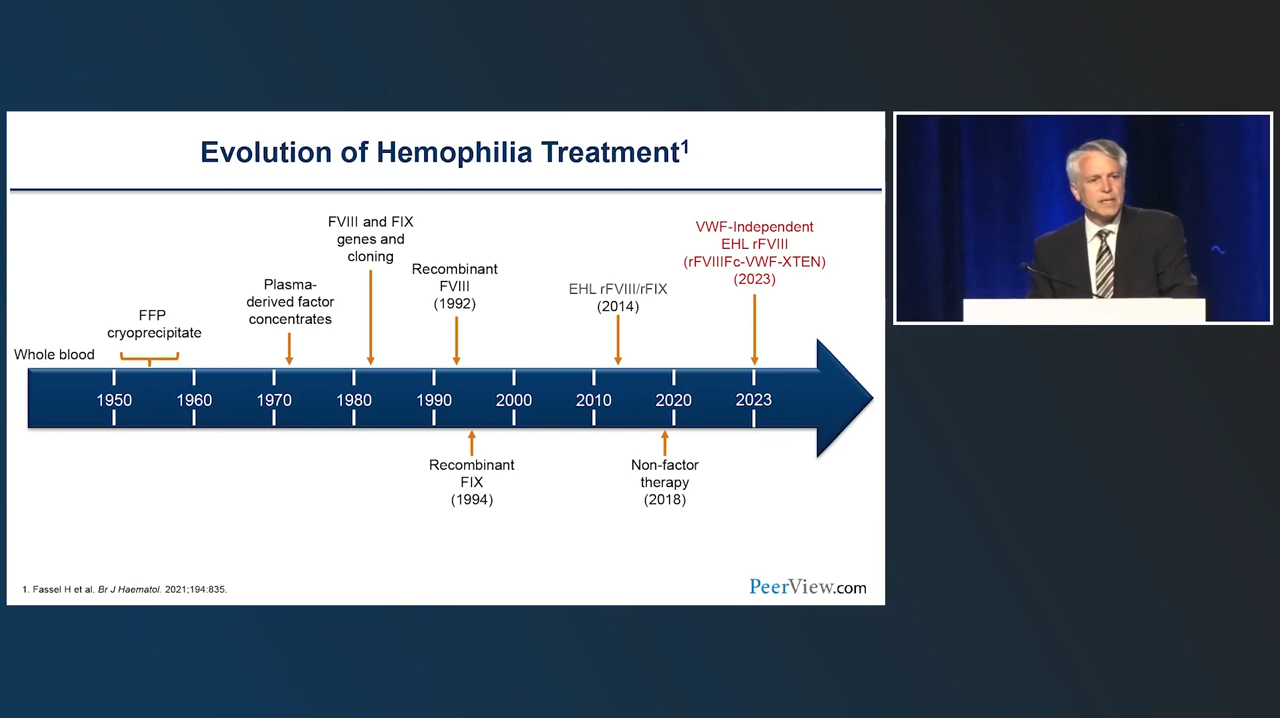 Evolution of Hemophilia Treatment1
FVIII and FIX
genes and
cloning
VWF-Independent
EHL rFVIII
(rFVIIIFc-VWF-XTEN)
(2023)
Recombinant
FVIII
(1992)
Plasma-
derived factor
concentrates
EHL rFVIII/rFIX
(2014)
FFP
cryoprecipitate
Whole blood
1950 1960 1970 1980 1990 2000 2010 2020 2023
Recombinant
FIX
(1994)
Non-factor
therapy
(2018)
1. Fassel H et al. Br J Haematol. 2021;194:835.
PeerView.com